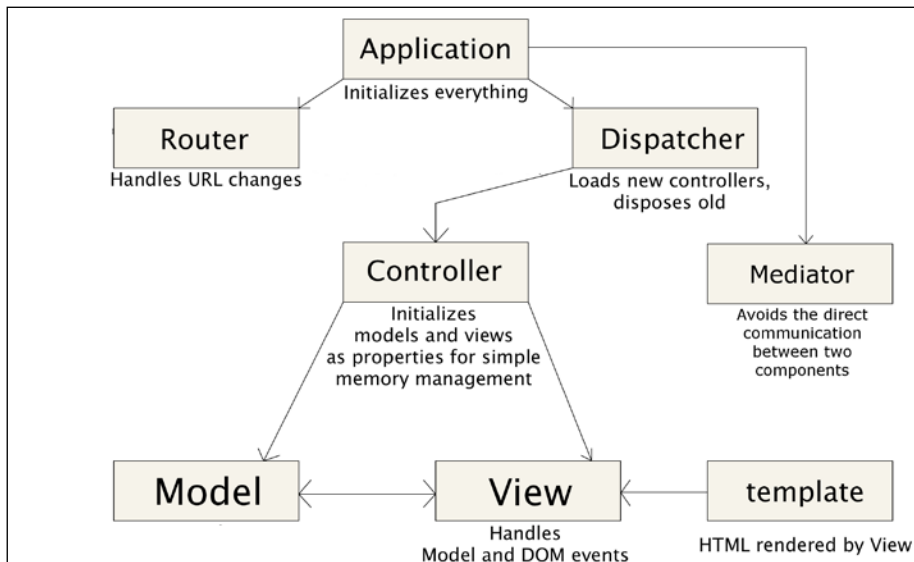 Application
Initializes everything
Router
Handles URL changes
Dispatcher
Loads new controllers,
disposes old
Controller
Initializes
models and views
as properties for simple
memory management
Mediator
Avoids the direct
communication
between two
components
Model
View
Handles
Model and DOM events
template
HTML rendered by View